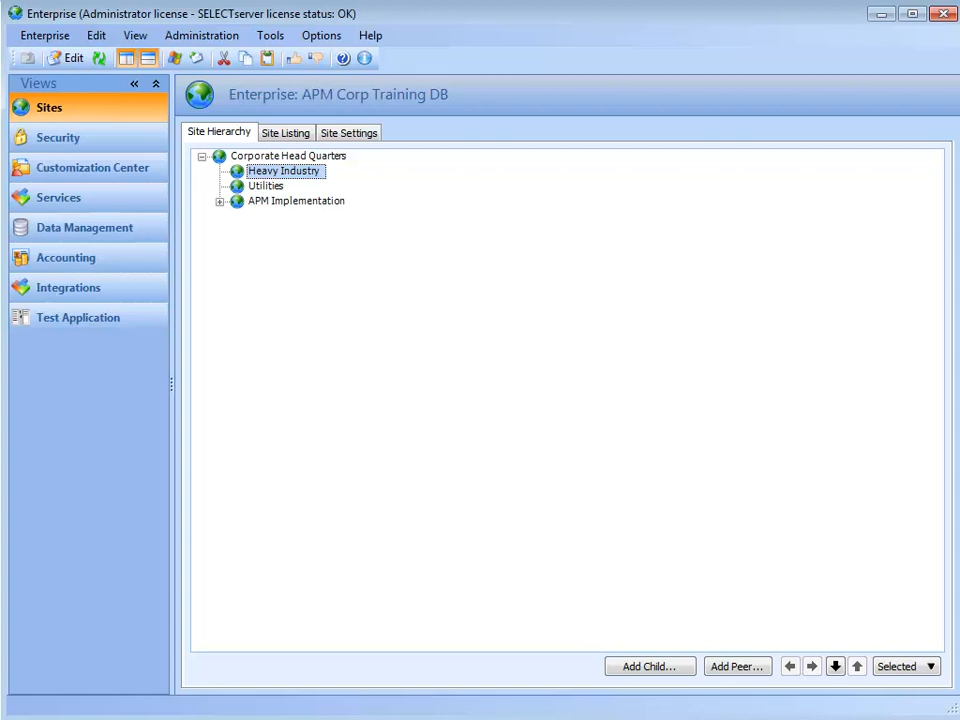 Enterprise (Administrator license - SELECTserver license status: OK)
Enterprise Edit View Administration Tools Options Help
Edit
Views
Enterprise: APM Corp Training DB
Sites
Security
Customization Center
Services
Data Management
Accounting
Integrations
Test Application
Site Hierarchy Site Listing Site Settings
Corporate Head Quarters
Heavy Industry
Utilities
APM Implementation
Add Child... Add Peer... Selected